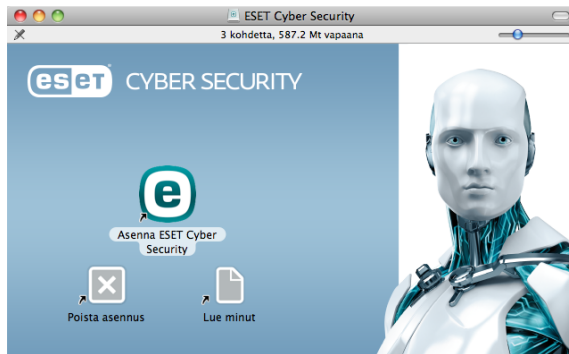 ESET Cyber Security
3 kohdetta, 587.2 Mt vapaana
eset CYBER SECURITY
e
Asenna ESET Cyber
Security
Poista asennus
Lue minut